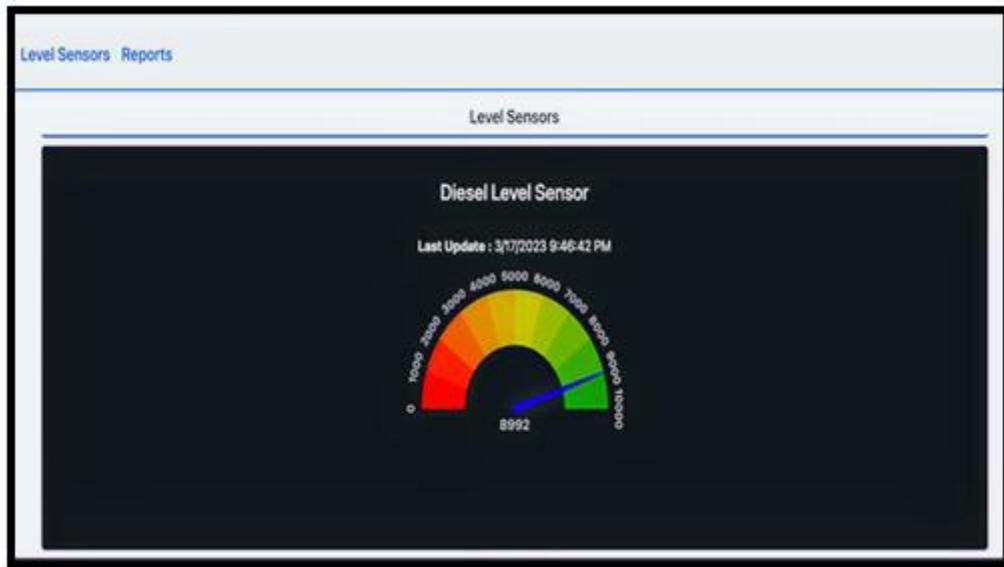 Level Sensors Reports
Level Sensors
Diesel Level Sensor
Last Update : 3/17/2023 9:46:42 PM
0 1000 2000 3000 4000 5000 6000 7000 8000 9000 10000
8992